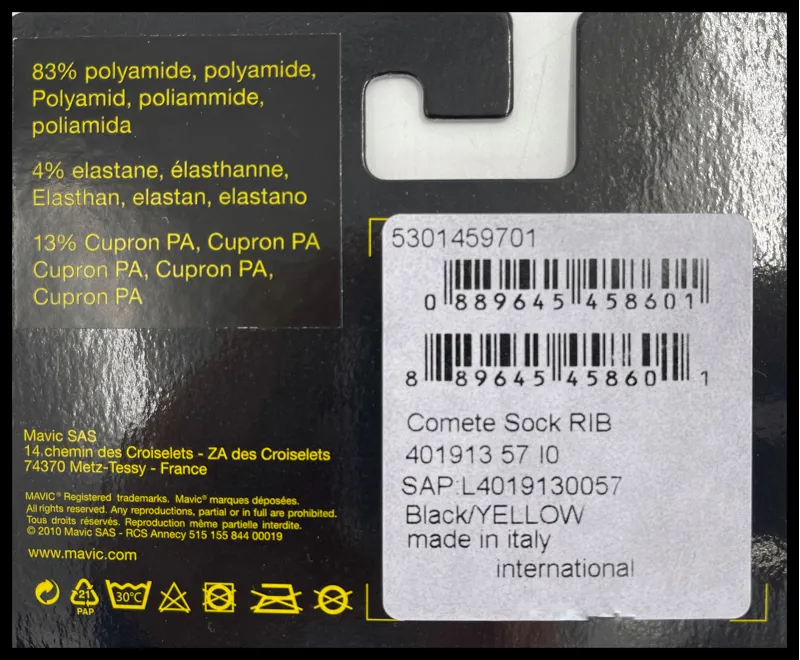 83% polyamide, polyamide,
Polyamid, poliammide,
poliamida
4% elastane, élasthanne,
Elasthan, elastan, elastano
13% Cupron PA, Cupron PA
Cupron PA, Cupron PA,
Cupron PA
Mavic SAS
14.chemin des Croiselets - ZA des Croiselets
74370 Metz-Tessy - France
MAVIC® Registered trademarks. Mavic® marques déposées.
All rights reserved. Any reproductions, partial or in full are prohibited.
Tous droits réservés. Reproduction même partielle interdite.
© 2010 Mavic SAS - RCS Annecy 515 155 844 00019
www.mavic.com
21
PAP
30°C
5301459701
0 889645 458601
8 89645 45860 1
Comete Sock RIB
401913 57 I0
SAP:L4019130057
Black/YELLOW
made in italy
international